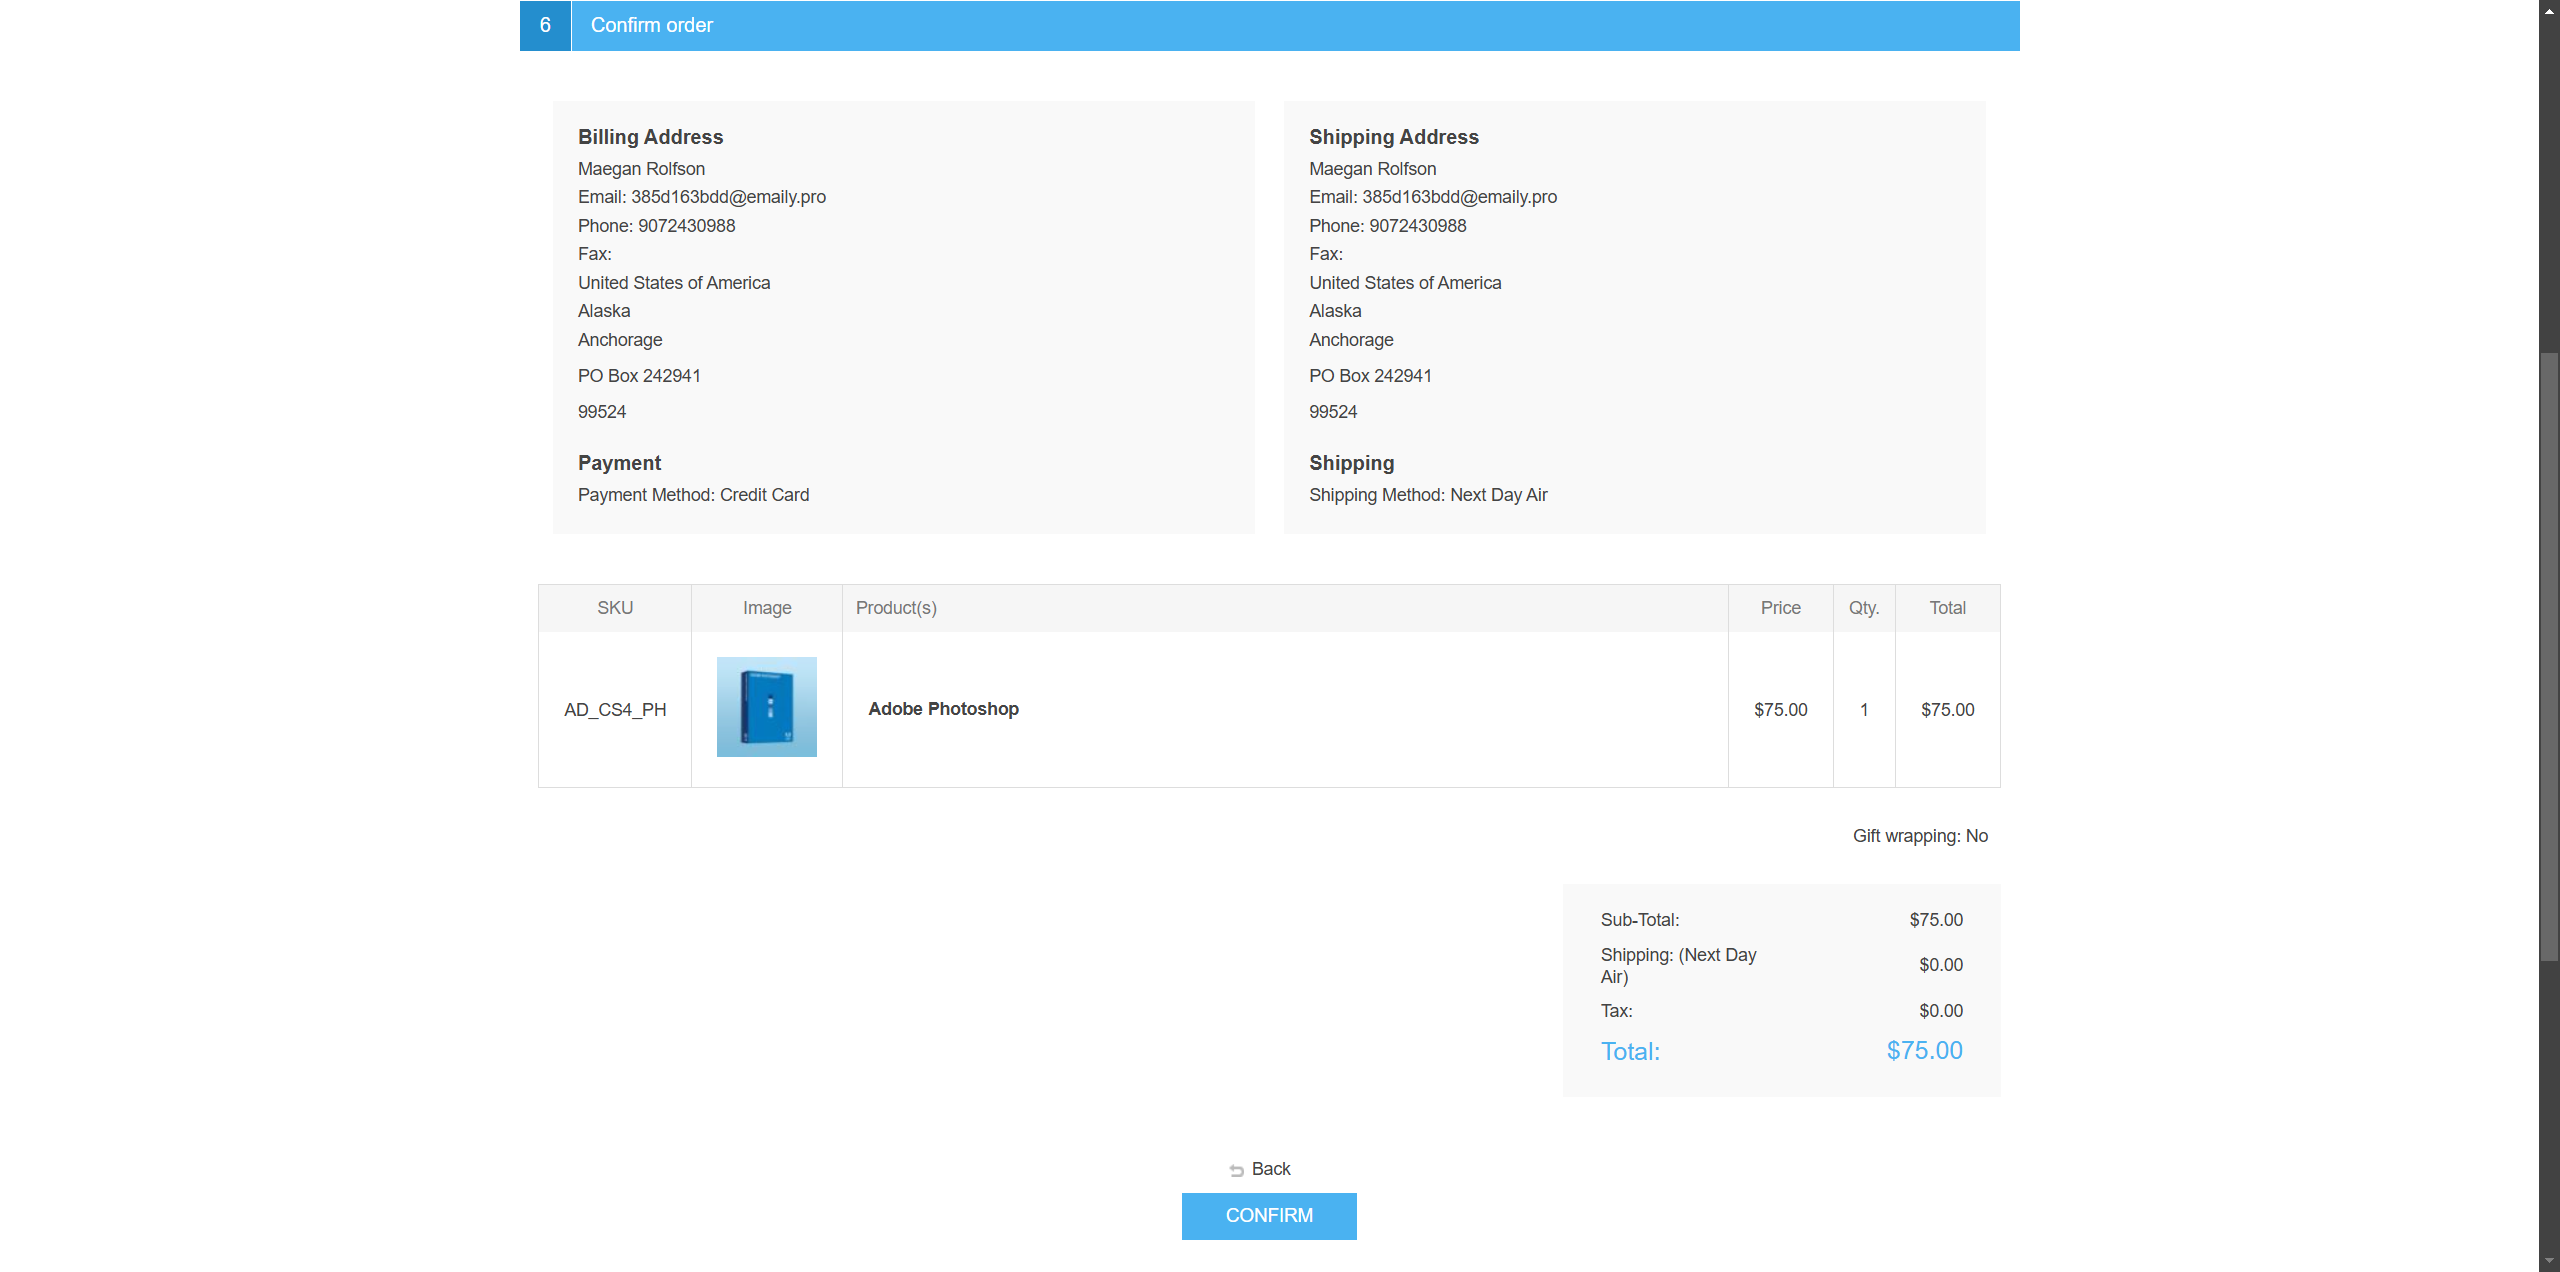 6
Confirm order
Billing Address
Maegan Rolfson
Email: 385d163bdd@emaily.pro
Phone: 9072430988
Fax:
United States of America
Alaska
Anchorage
PO Box 242941
99524
Payment
Payment Method: Credit Card
Shipping Address
Maegan Rolfson
Email: 385d163bdd@emaily.pro
Phone: 9072430988
Fax:
United States of America
Alaska
Anchorage
PO Box 242941
99524
Shipping
Shipping Method: Next Day Air
SKU Image Product(s) Price Qty. Total
AD_CS4_PH Adobe Photoshop $75.00 1 $75.00
Gift wrapping: No
Sub-Total: $75.00
Shipping: (Next Day
Air) $0.00
Tax: $0.00
Total: $75.00
Back
CONFIRM